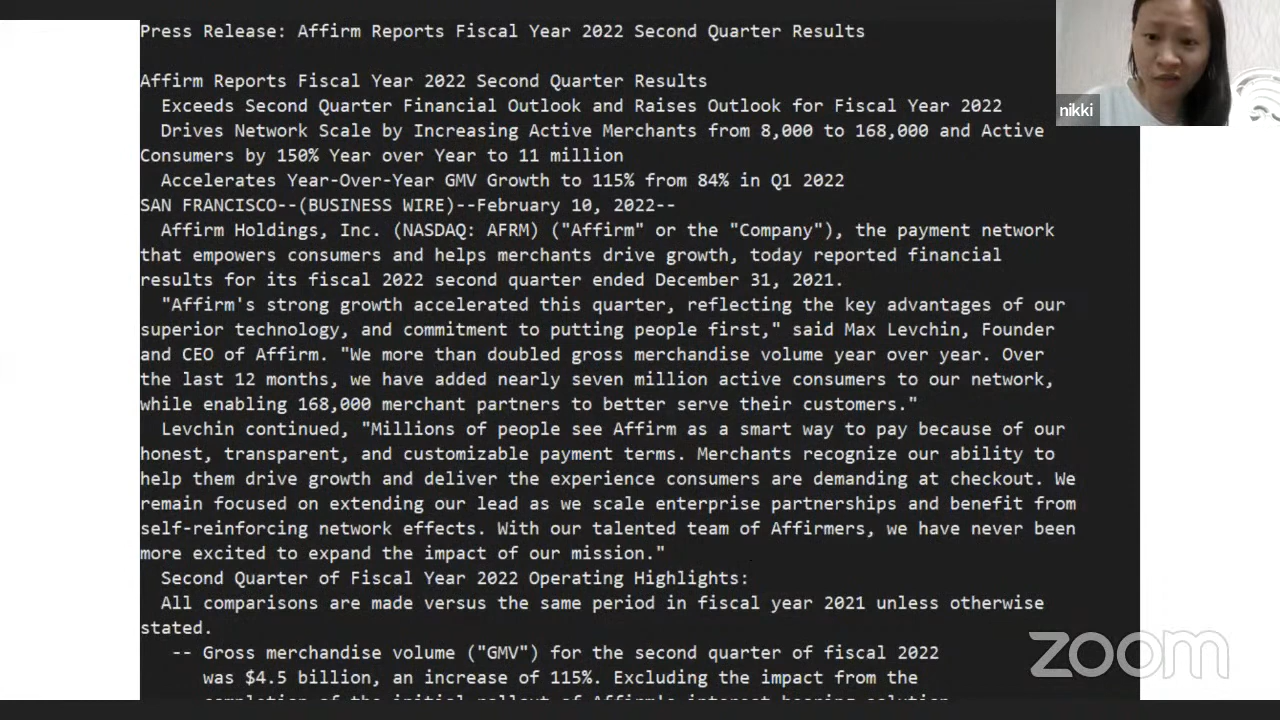 Press Release: Affirm Reports Fiscal Year 2022 Second Quarter Results
Affirm Reports Fiscal Year 2022 Second Quarter Results
Exceeds Second Quarter Financial Outlook and Raises Outlook for Fiscal Year 2022
Drives Network Scale by Increasing Active Merchants from 8,000 to 168,000 and Active
Consumers by 150% Year over Year to 11 million
Accelerates Year-Over-Year GMV Growth to 115% from 84% in Q1 2022
SAN FRANCISCO--(BUSINESS WIRE)--February 10, 2022--
Affirm Holdings, Inc. (NASDAQ: AFRM) ("Affirm" or the "Company"), the payment network
that empowers consumers and helps merchants drive growth, today reported financial
results for its fiscal 2022 second quarter ended December 31, 2021.
"Affirm's strong growth accelerated this quarter, reflecting the key advantages of our
superior technology, and commitment to putting people first," said Max Levchin, Founder
and CEO of Affirm. "We more than doubled gross merchandise volume year over year. Over
the last 12 months, we have added nearly seven million active consumers to our network,
while enabling 168,000 merchant partners to better serve their customers."
Levchin continued, "Millions of people see Affirm as a smart way to pay because of our
honest, transparent, and customizable payment terms. Merchants recognize our ability to
help them drive growth and deliver the experience consumers are demanding at checkout. We
remain focused on extending our lead as we scale enterprise partnerships and benefit from
self-reinforcing network effects. With our talented team of Affirmers, we have never been
more excited to expand the impact of our mission."
Second Quarter of Fiscal Year 2022 Operating Highlights:
All comparisons are made versus the same period in fiscal year 2021 unless otherwise
stated.
-- Gross merchandise volume ("GMV") for the second quarter of fiscal 2022
was $4.5 billion, an increase of 115%. Excluding the impact from the
nikki
zoom